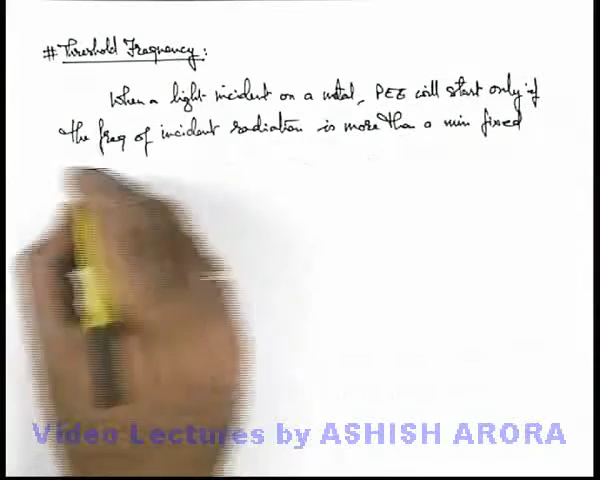 # Threshold Frequency :
When a light incident on a metal, PEE will start only if
the freq of incident radiation is more than a min fixed
Video Lectures by ASHISH ARORA